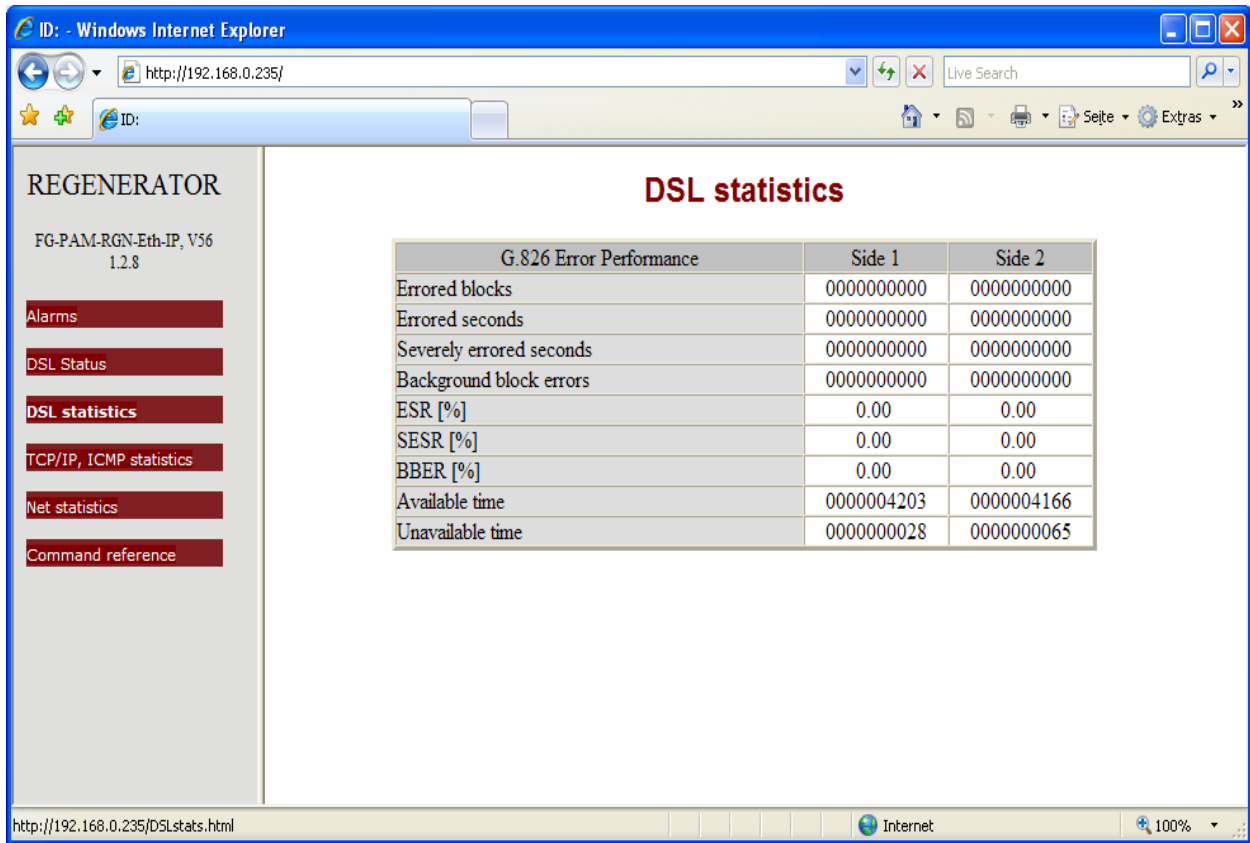 ID: - Windows Internet Explorer
http://192.168.0.235/
Live Search
ID:
Seite
Extras
»
REGENERATOR
FG-PAM-RGN-Eth-IP, V56
1.2.8
Alarms
DSL Status
DSL statistics
TCP/IP, ICMP statistics
Net statistics
Command reference
DSL statistics
G.826 Error Performance Side 1 Side 2
Errored blocks 0000000000 0000000000
Errored seconds 0000000000 0000000000
Severely errored seconds 0000000000 0000000000
Background block errors 0000000000 0000000000
ESR [%] 0.00 0.00
SESR [%] 0.00 0.00
BBER [%] 0.00 0.00
Available time 0000004203 0000004166
Unavailable time 0000000028 0000000065
http://192.168.0.235/DSLstats.html
Internet
100%